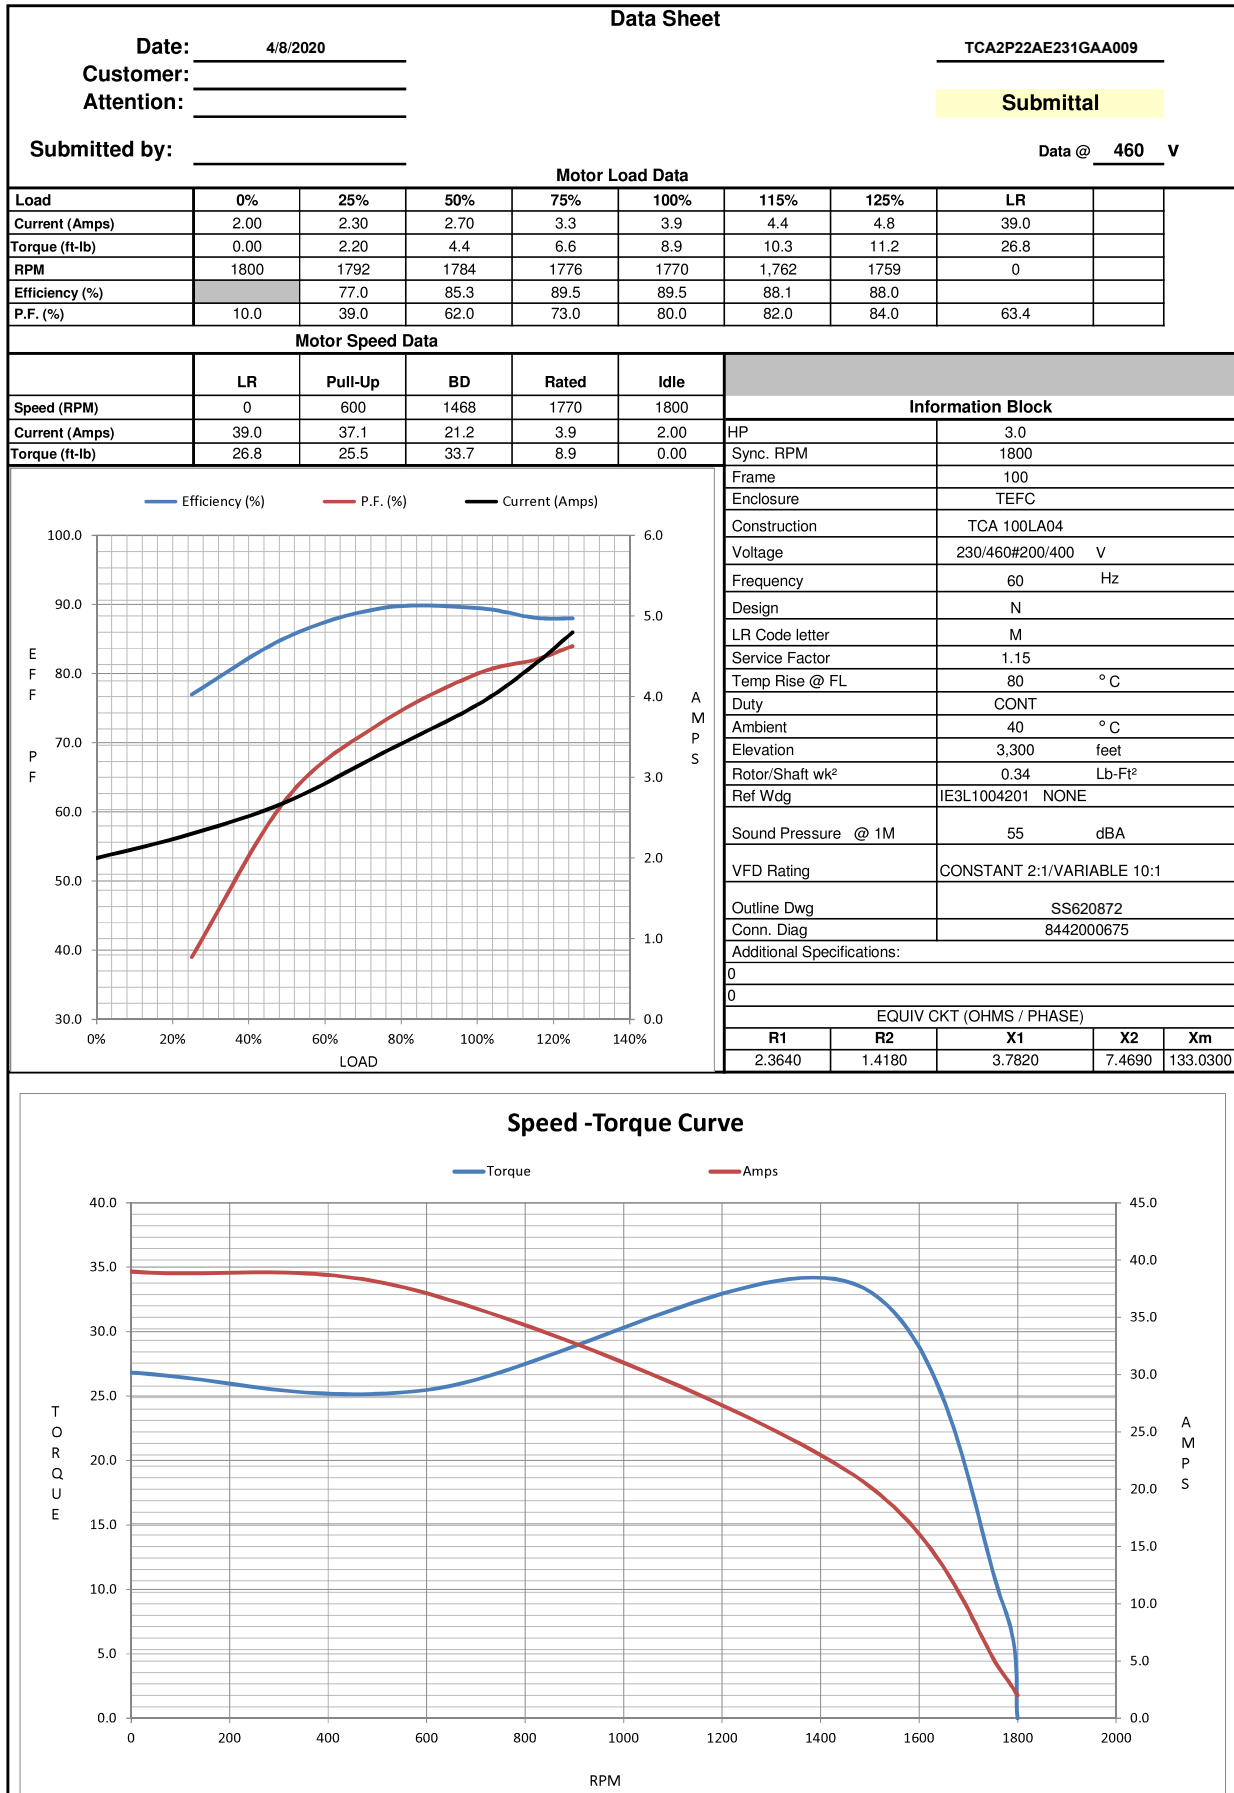 Data Sheet
Date: 4/8/2020 TCA2P22AE231GAA009
Customer:
Attention: Submittal
Submitted by: Data @ 460 V
Motor Load Data
Load 0% 25% 50% 75% 100% 115% 125% LR
Current (Amps) 2.00 2.30 2.70 3.3 3.9 4.4 4.8 39.0
Torque (ft-lb) 0.00 2.20 4.4 6.6 8.9 10.3 11.2 26.8
RPM 1800 1792 1784 1776 1770 1,762 1759 0
Efficiency (%) 77.0 85.3 89.5 89.5 88.1 88.0
P.F. (%) 10.0 39.0 62.0 73.0 80.0 82.0 84.0 63.4
Motor Speed Data
LR Pull-Up BD Rated Idle
Speed (RPM) 0 600 1468 1770 1800
Current (Amps) 39.0 37.1 21.2 3.9 2.00
Torque (ft-lb) 26.8 25.5 33.7 8.9 0.00
Efficiency (%) P.F. (%) Current (Amps)
100.0
90.0
80.0
70.0
60.0
50.0
40.0
30.0
EFF PF
6.0
5.0
4.0
3.0
2.0
1.0
0.0
AMPS
0% 20% 40% 60% 80% 100% 120% 140%
LOAD
Information Block
HP 3.0
Sync. RPM 1800
Frame 100
Enclosure TEFC
Construction TCA 100LA04
Voltage 230/460#200/400 V
Frequency 60 Hz
Design N
LR Code letter M
Service Factor 1.15
Temp Rise @ FL 80 ° C
Duty CONT
Ambient 40 ° C
Elevation 3,300 feet
Rotor/Shaft wk² 0.34 Lb-Ft²
Ref Wdg IE3L1004201 NONE
Sound Pressure @ 1M 55 dBA
VFD Rating CONSTANT 2:1/VARIABLE 10:1
Outline Dwg SS620872
Conn. Diag 8442000675
Additional Specifications:
0
0
EQUIV CKT (OHMS / PHASE)
R1 R2 X1 X2 Xm
2.3640 1.4180 3.7820 7.4690 133.0300
Speed -Torque Curve
Torque Amps
40.0
35.0
30.0
25.0
20.0
15.0
10.0
5.0
0.0
TORQUE
45.0
40.0
35.0
30.0
25.0
20.0
15.0
10.0
5.0
0.0
AMPS
0 200 400 600 800 1000 1200 1400 1600 1800 2000
RPM